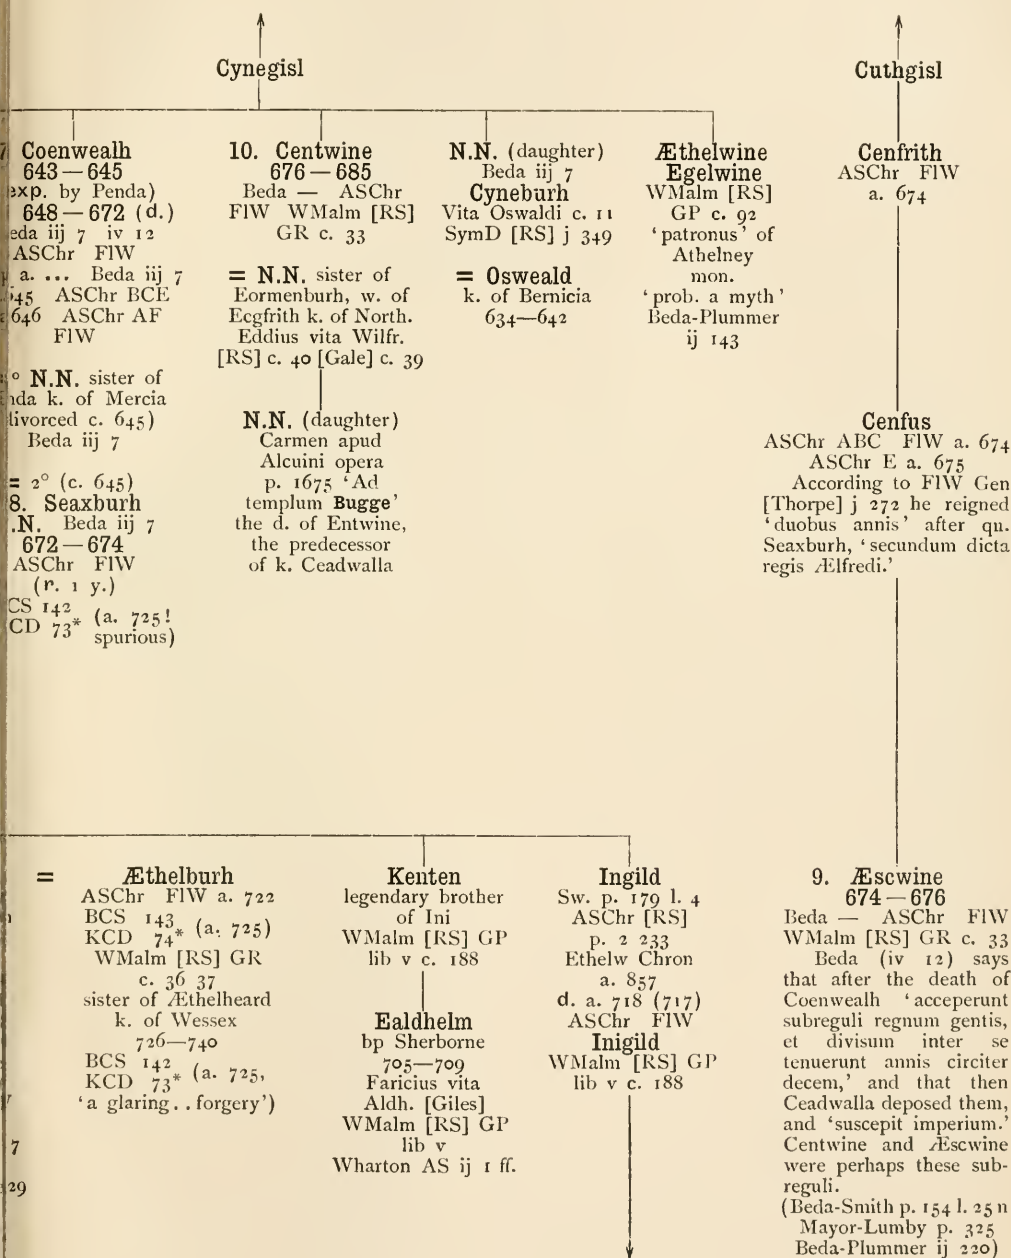 Cynegisl
Cuthgisl
Coenwealh
643—645
exp. by Penda)
648—672 (d.)
eda iij 7 iv 12
ASChr FlW
a. ... Beda iij 7
645 ASChr BCE
646 ASChr AF
FlW
° N.N. sister of
nda k. of Mercia
divorced c. 645)
Beda iij 7
= 2° (c. 645)
8. Seaxburh
.N. Beda iij 7
672—674
ASChr FlW
(r. 1 y.)
CS 142
CD 73* (a. 725!
spurious)
10. Centwine
676—685
Beda — ASChr
FlW WMalm [RS]
GR c. 33
= N.N. sister of
Eormenburh, w. of
Ecgfrith k. of North.
Eddius vita Wilfr.
[RS] c. 40 [Gale] c. 39
N.N. (daughter)
Carmen apud
Alcuini opera
p. 1675 ‘Ad
templum Bugge’
the d. of Entwine,
the predecessor
of k. Ceadwalla
N.N. (daughter)
Beda iij 7
Cyneburh
Vita Oswaldi c. 11
SymD [RS] j 349
= Osweald
k. of Bernicia
634—642
Æthelwine
Egelwine
WMalm [RS]
GP c. 92
‘patronus’ of
Athelney
mon.
‘prob. a myth’
Beda-Plummer
ij 143
Cenfrith
ASChr FlW
a. 674
Cenfus
ASChr ABC FlW a. 674
ASChr E a. 675
According to FlW Gen
[Thorpe] j 272 he reigned
‘duobus annis’ after qu.
Seaxburh, ‘secundum dicta
regis Ælfredi.’
= Æthelburh
ASChr FlW a. 722
BCS 143
KCD 74* (a. 725)
WMalm [RS] GR
c. 36 37
sister of Æthelheard
k. of Wessex
726—740
BCS 142
KCD 73* (a. 725,
‘a glaring..forgery’)
7
29
Kenten
legendary brother
of Ini
WMalm [RS] GP
lib v c. 188
Ealdhelm
bp Sherborne
705—709
Faricius vita
Aldh. [Giles]
WMalm [RS] GP
lib v
Wharton AS ij 1 ff.
Ingild
Sw. p. 179 l. 4
ASChr [RS]
p. 2 233
Ethelw Chron
a. 857
d. a. 718 (717)
ASChr FlW
Inigild
WMalm [RS] GP
lib v c. 188
9. Æscwine
674—676
Beda — ASChr FlW
WMalm [RS] GR c. 33
Beda (iv 12) says
that after the death of
Coenwealh ‘acceperunt
subreguli regnum gentis,
et divisum inter se
tenuerunt annis circiter
decem,’ and that then
Ceadwalla deposed them,
and ‘suscepit imperium.’
Centwine and Æscwine
were perhaps these sub-
reguli.
(Beda-Smith p. 154 l. 25 n
Mayor-Lumby p. 325
Beda-Plummer ij 220)